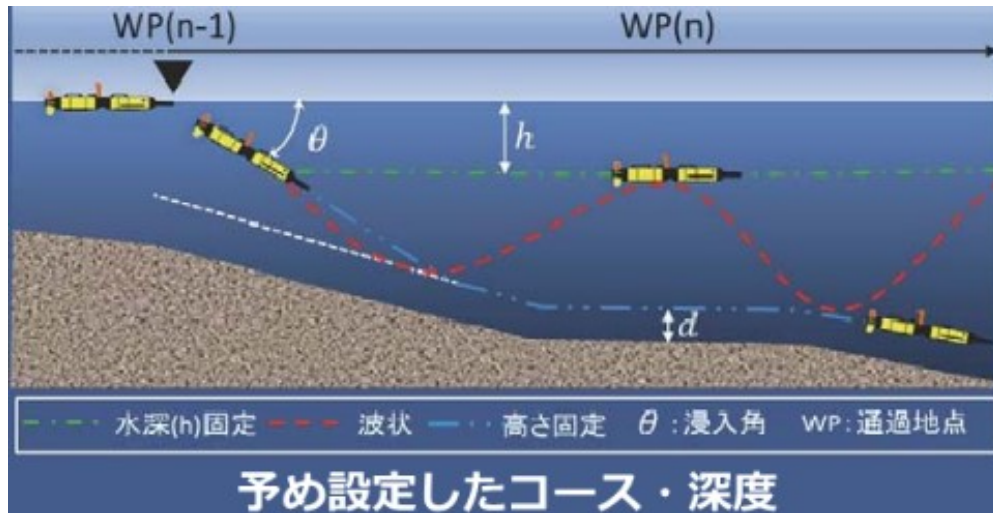 WP(n-1)
WP(n)
θ
h
d
水深(h)固定
波状
高さ固定
θ:浸入角
WP:通過地点
予め設定したコース・深度